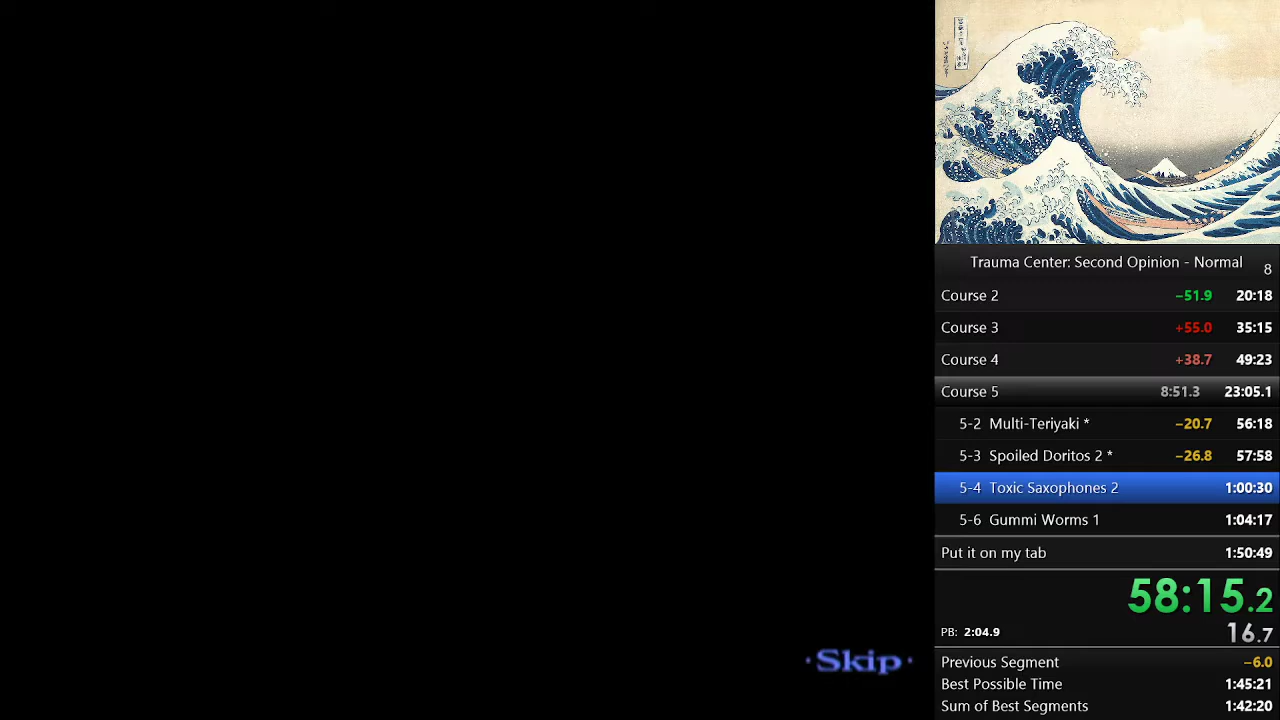 Trauma Center: Second Opinion - Normal
8
Course 2 −51.9 20:18
Course 3 +55.0 35:15
Course 4 +38.7 49:23
Course 5 8:51.3 23:05.1
5-2 Multi-Teriyaki * −20.7 56:18
5-3 Spoiled Doritos 2 * −26.8 57:58
5-4 Toxic Saxophones 2 1:00:30
5-6 Gummi Worms 1 1:04:17
Put it on my tab 1:50:49
58:15.2
PB: 2:04.9 16.7
·Skip·
Previous Segment −6.0
Best Possible Time 1:45:21
Sum of Best Segments 1:42:20